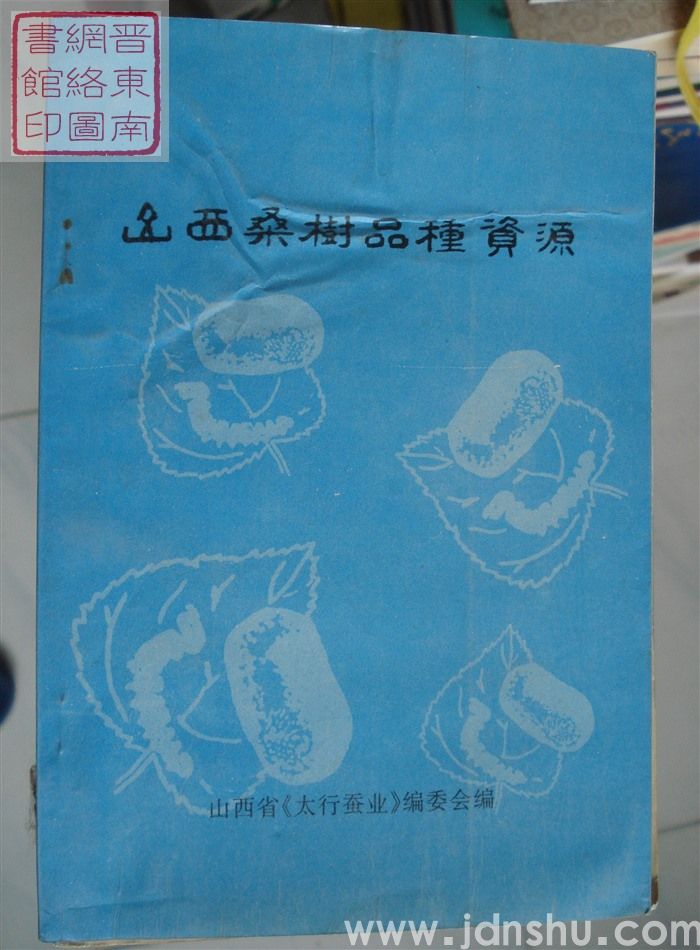 晋東南
網絡圖
書館印
山西桑樹品種資源
山西省《太行蚕业》编委会编
www.jdnshu.com